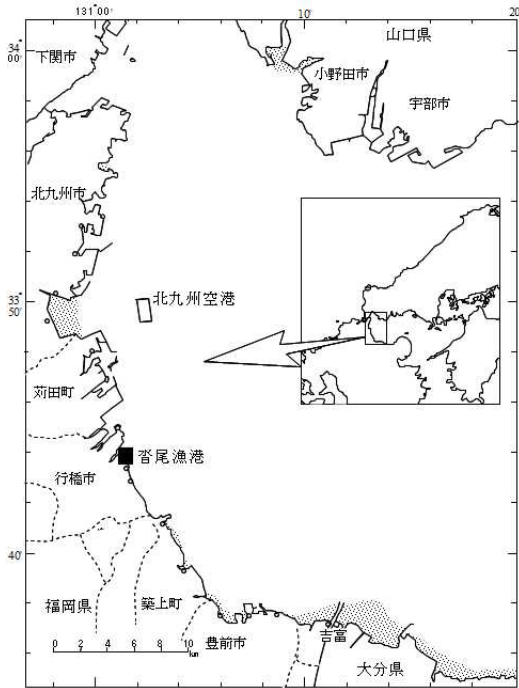 131°00′
10′
20
34°
00′
山口県
下関市
小野田市
宇部市
北九州市
50′
北九州空港
苅田町
沓尾漁港
行橋市
40′
福岡県
築上町
豊前市
吉富
大分県
0 2 4 6 8 10
km